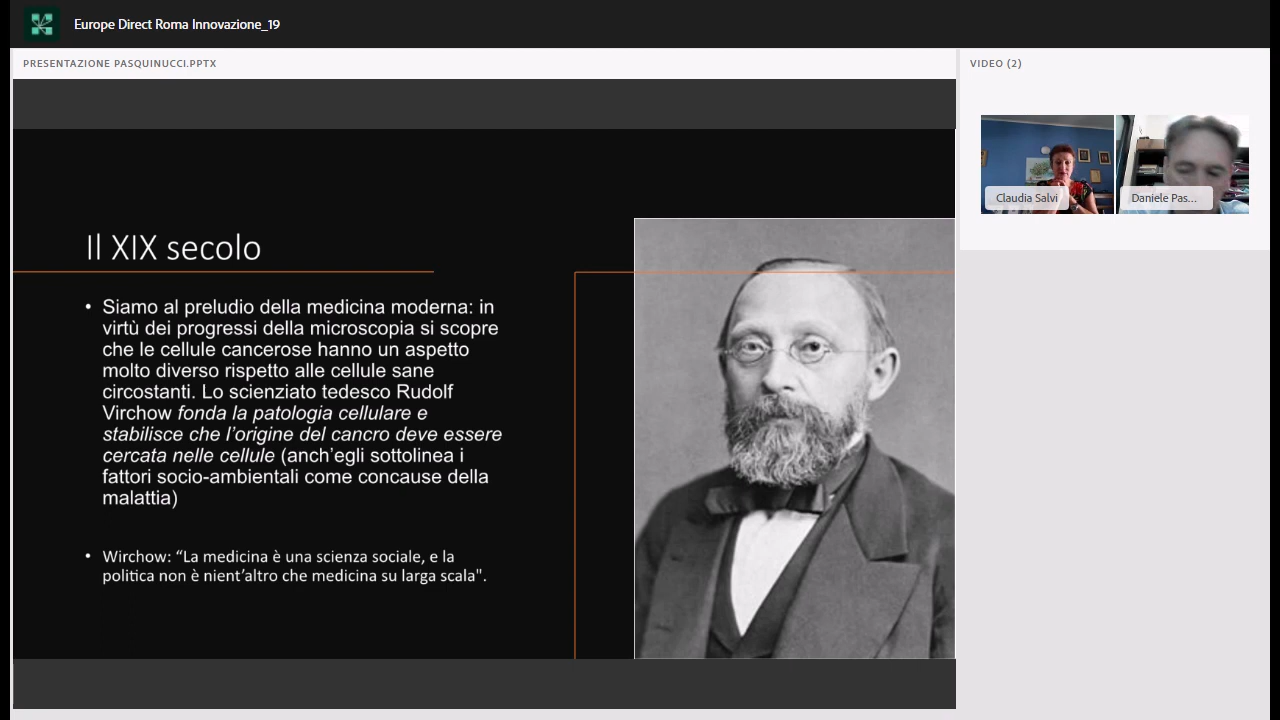 Europe Direct Roma Innovazione_19
PRESENTAZIONE PASQUINUCCI.PPTX
VIDEO (2)
Claudia Salvi
Daniele Pas...
Il XIX secolo
• Siamo al preludio della medicina moderna: in
virtù dei progressi della microscopia si scopre
che le cellule cancerose hanno un aspetto
molto diverso rispetto alle cellule sane
circostanti. Lo scienziato tedesco Rudolf
Virchow fonda la patologia cellulare e
stabilisce che l’origine del cancro deve essere
cercata nelle cellule (anch’egli sottolinea i
fattori socio-ambientali come concause della
malattia)
• Wirchow: “La medicina è una scienza sociale, e la
politica non è nient’altro che medicina su larga scala".